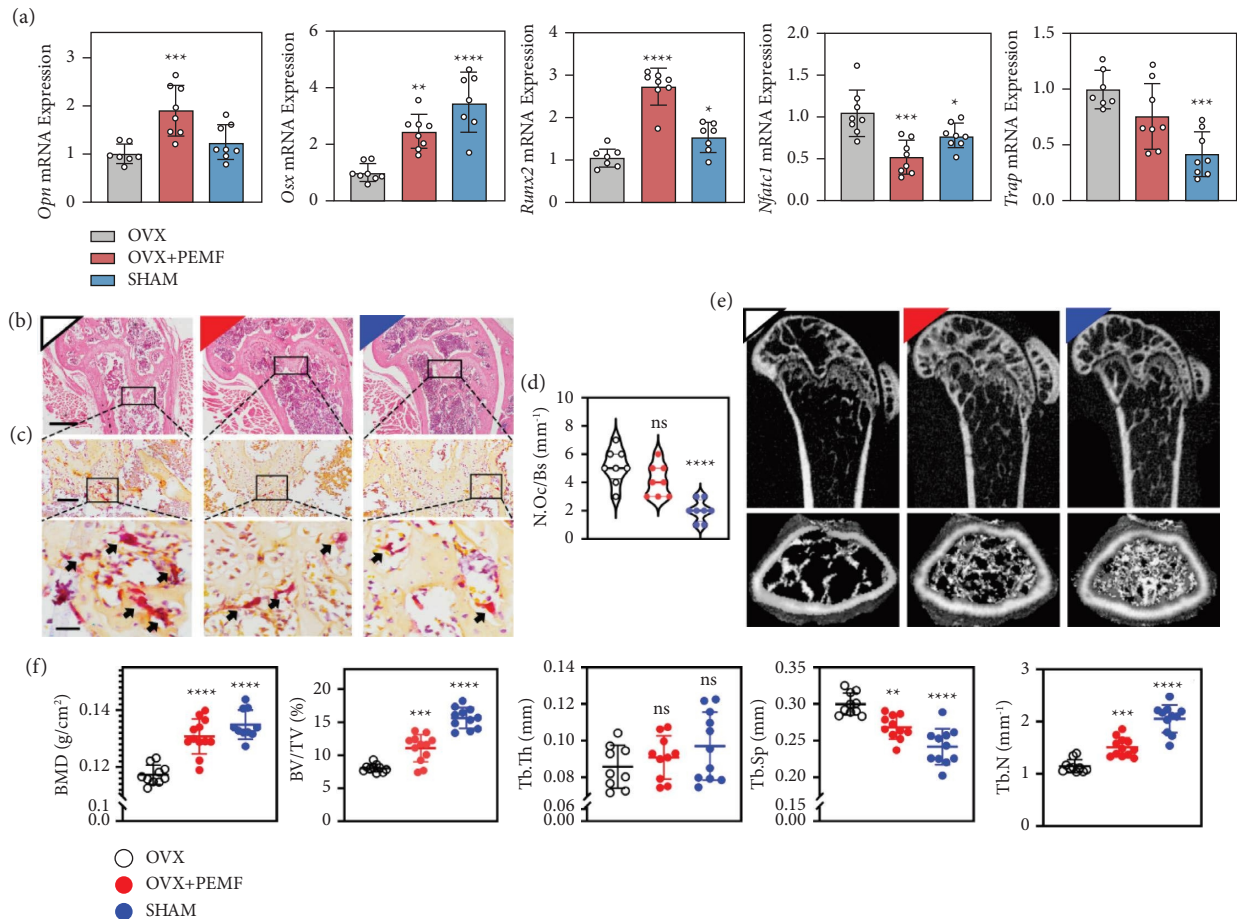 (a)
Opn mRNA Expression
3
2
1
0
***
Osx mRNA Expression
6
4
2
0
**
****
Runx2 mRNA Expression
4
3
2
1
0
****
*
Nfatc1 mRNA Expression
2.0
1.5
1.0
0.5
0.0
***
*
Trap mRNA Expression
1.5
1.0
0.5
0.0
***
OVX
OVX+PEMF
SHAM
(b)
(c)
(d)
N.Oc/Bs (mm⁻¹)
10
8
6
4
2
0
ns
****
(e)
(f)
BMD (g/cm²)
0.14
0.12
0.1
0.0
****
****
BV/TV (%)
20
15
10
5
0
***
****
Tb.Th (mm)
0.14
0.12
0.10
0.08
0.06
0.00
ns
ns
Tb.Sp (mm)
0.35
0.30
0.25
0.20
0.15
0.00
**
****
Tb.N (mm⁻¹)
3
2
1
0
***
****
OVX
OVX+PEMF
SHAM